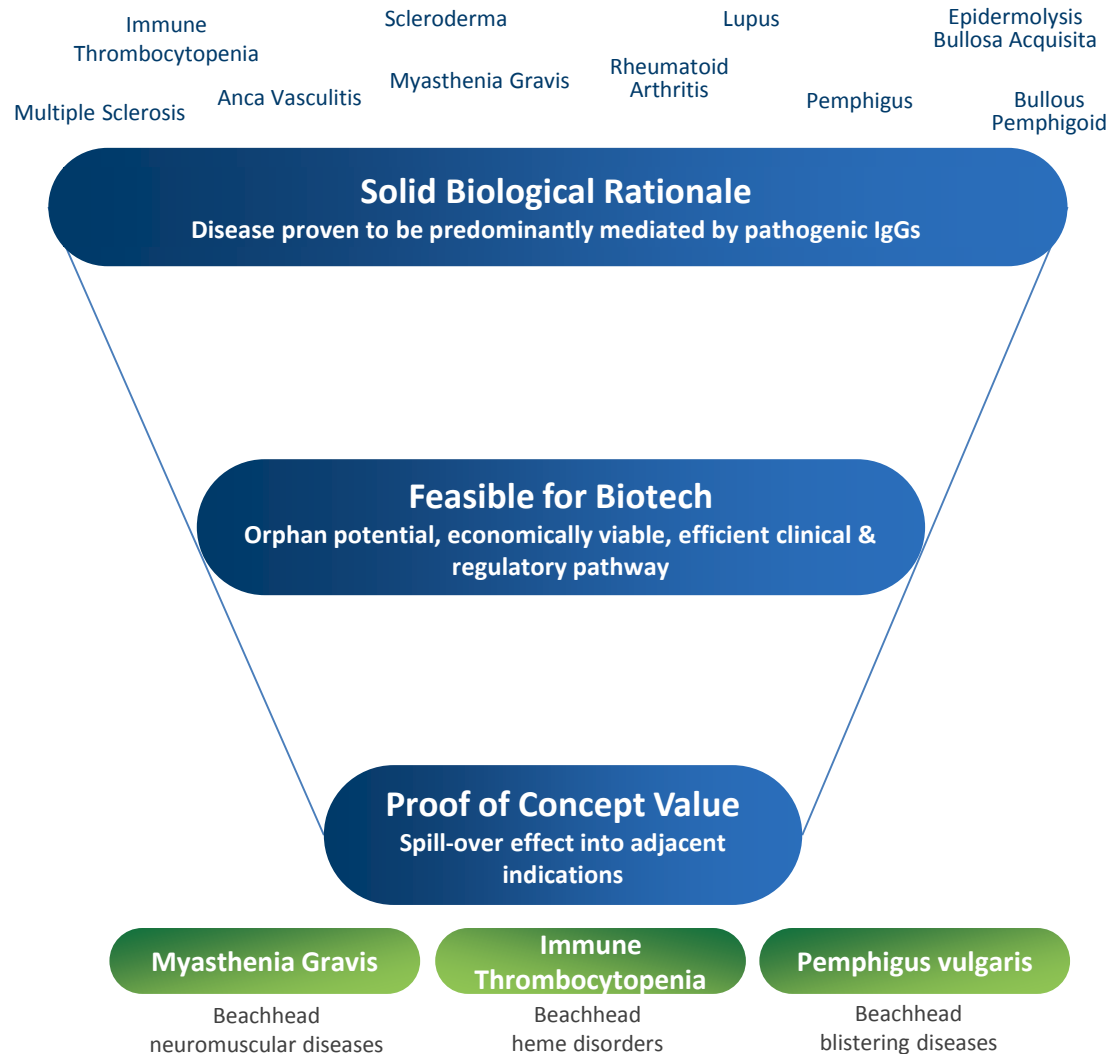 Immune
Thrombocytopenia
Scleroderma
Lupus
Epidermolysis
Bullosa Acquisita
Multiple Sclerosis
Anca Vasculitis
Myasthenia Gravis
Rheumatoid
Arthritis
Pemphigus
Bullous
Pemphigoid
Solid Biological Rationale
Disease proven to be predominantly mediated by pathogenic IgGs
Feasible for Biotech
Orphan potential, economically viable, efficient clinical &
regulatory pathway
Proof of Concept Value
Spill-over effect into adjacent
indications
Myasthenia Gravis
Immune
Thrombocytopenia
Pemphigus vulgaris
Beachhead
neuromuscular diseases
Beachhead
heme disorders
Beachhead
blistering diseases